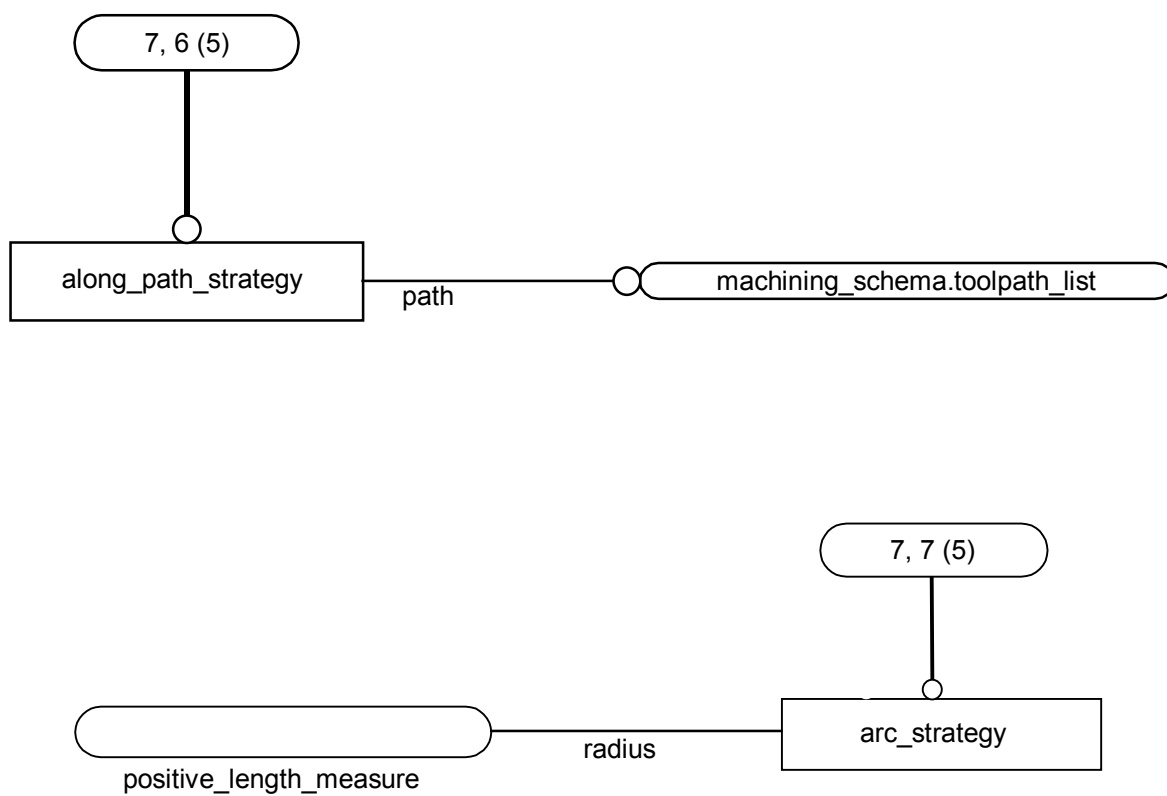 7, 6 (5)
along_path_strategy
path
machining_schema.toolpath_list
7, 7 (5)
arc_strategy
radius
positive_length_measure